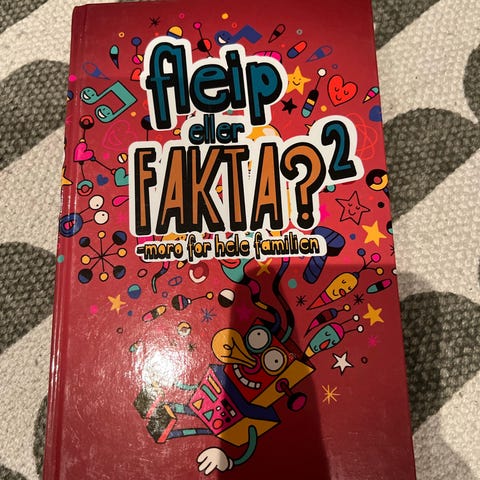 fleip
eller
FAKTA?2
-moro for hele familien